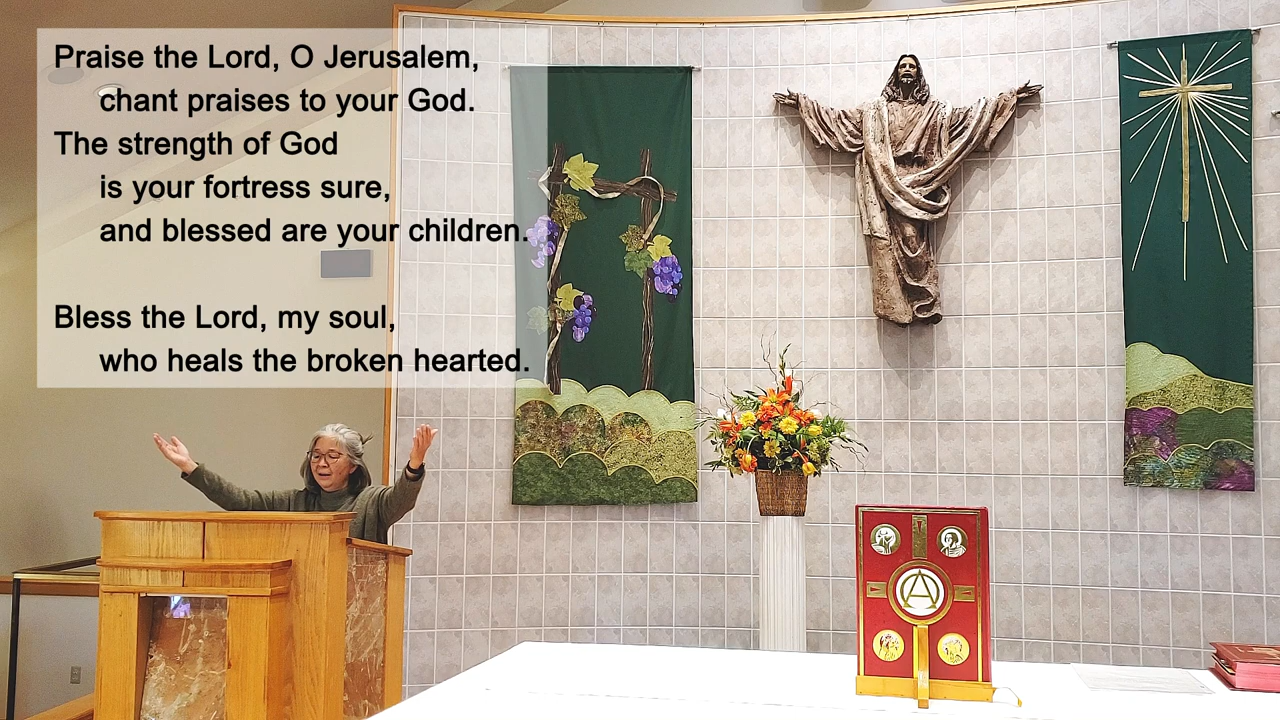 Praise the Lord, O Jerusalem,
chant praises to your God.
The strength of God
is your fortress sure,
and blessed are your children.
Bless the Lord, my soul,
who heals the broken hearted.